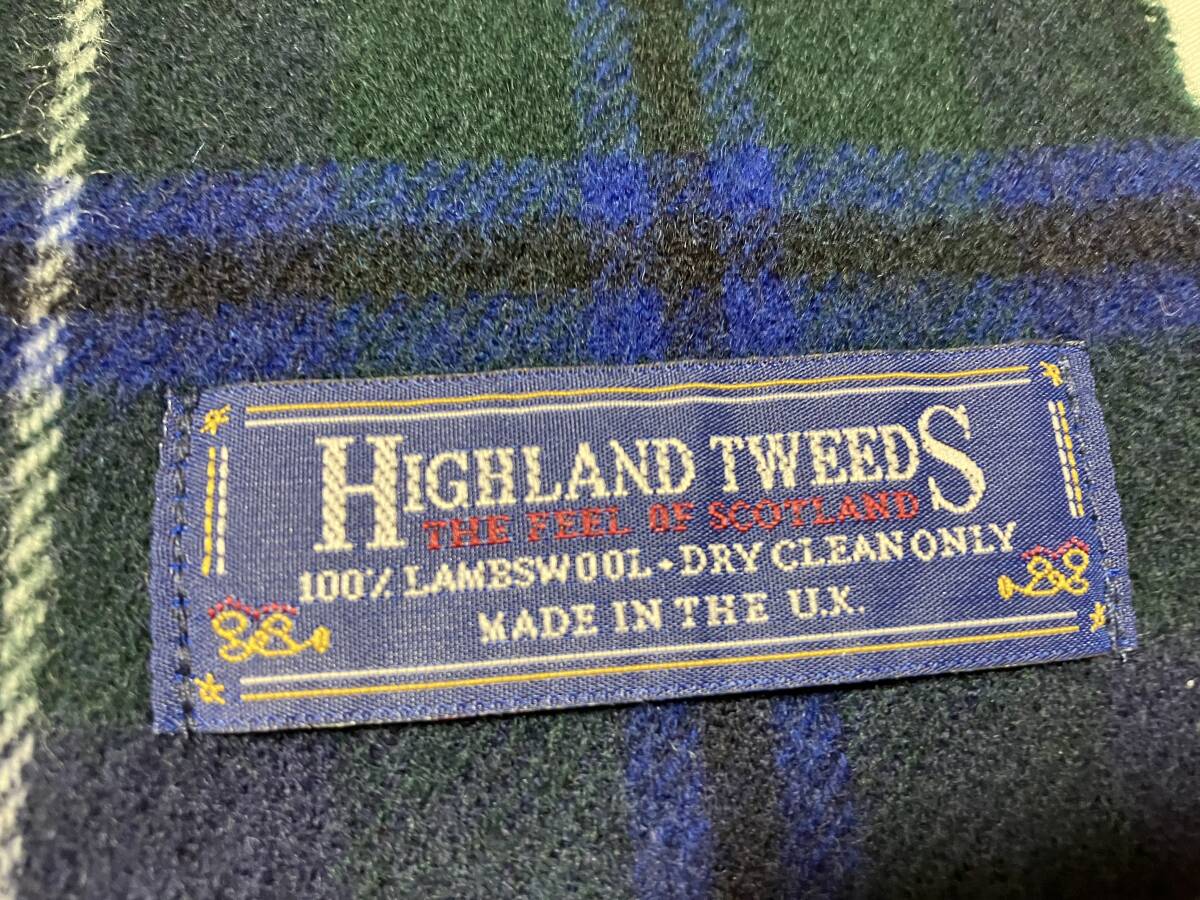 HIGHLAND TWEEDS
THE FEEL OF SCOTLAND
100% LAMBSWOOL • DRY CLEAN ONLY
MADE IN THE U.K.